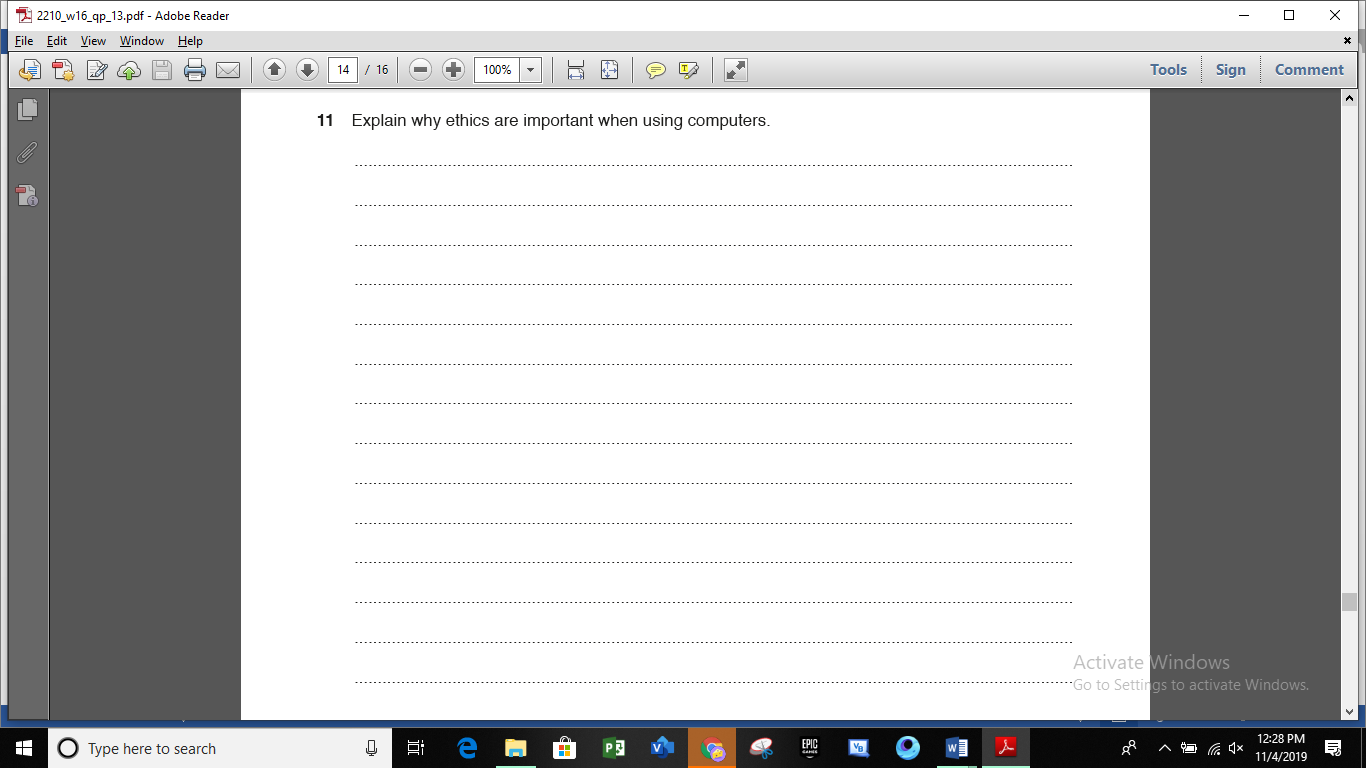 2210_w16_qp_13.pdf - Adobe Reader
File Edit View Window Help
14 / 16 100% Tools Sign Comment
11 Explain why ethics are important when using computers.
Activate Windows
Go to Settings to activate Windows.
Type here to search
12:28 PM
11/4/2019